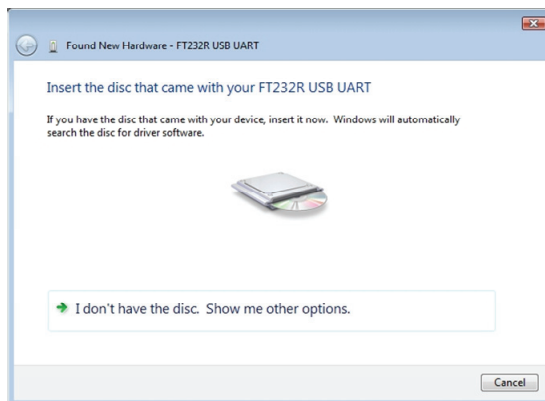 Found New Hardware - FT232R USB UART
Insert the disc that came with your FT232R USB UART
If you have the disc that came with your device, insert it now.  Windows will automatically
search the disc for driver software.
I don't have the disc.  Show me other options.
Cancel